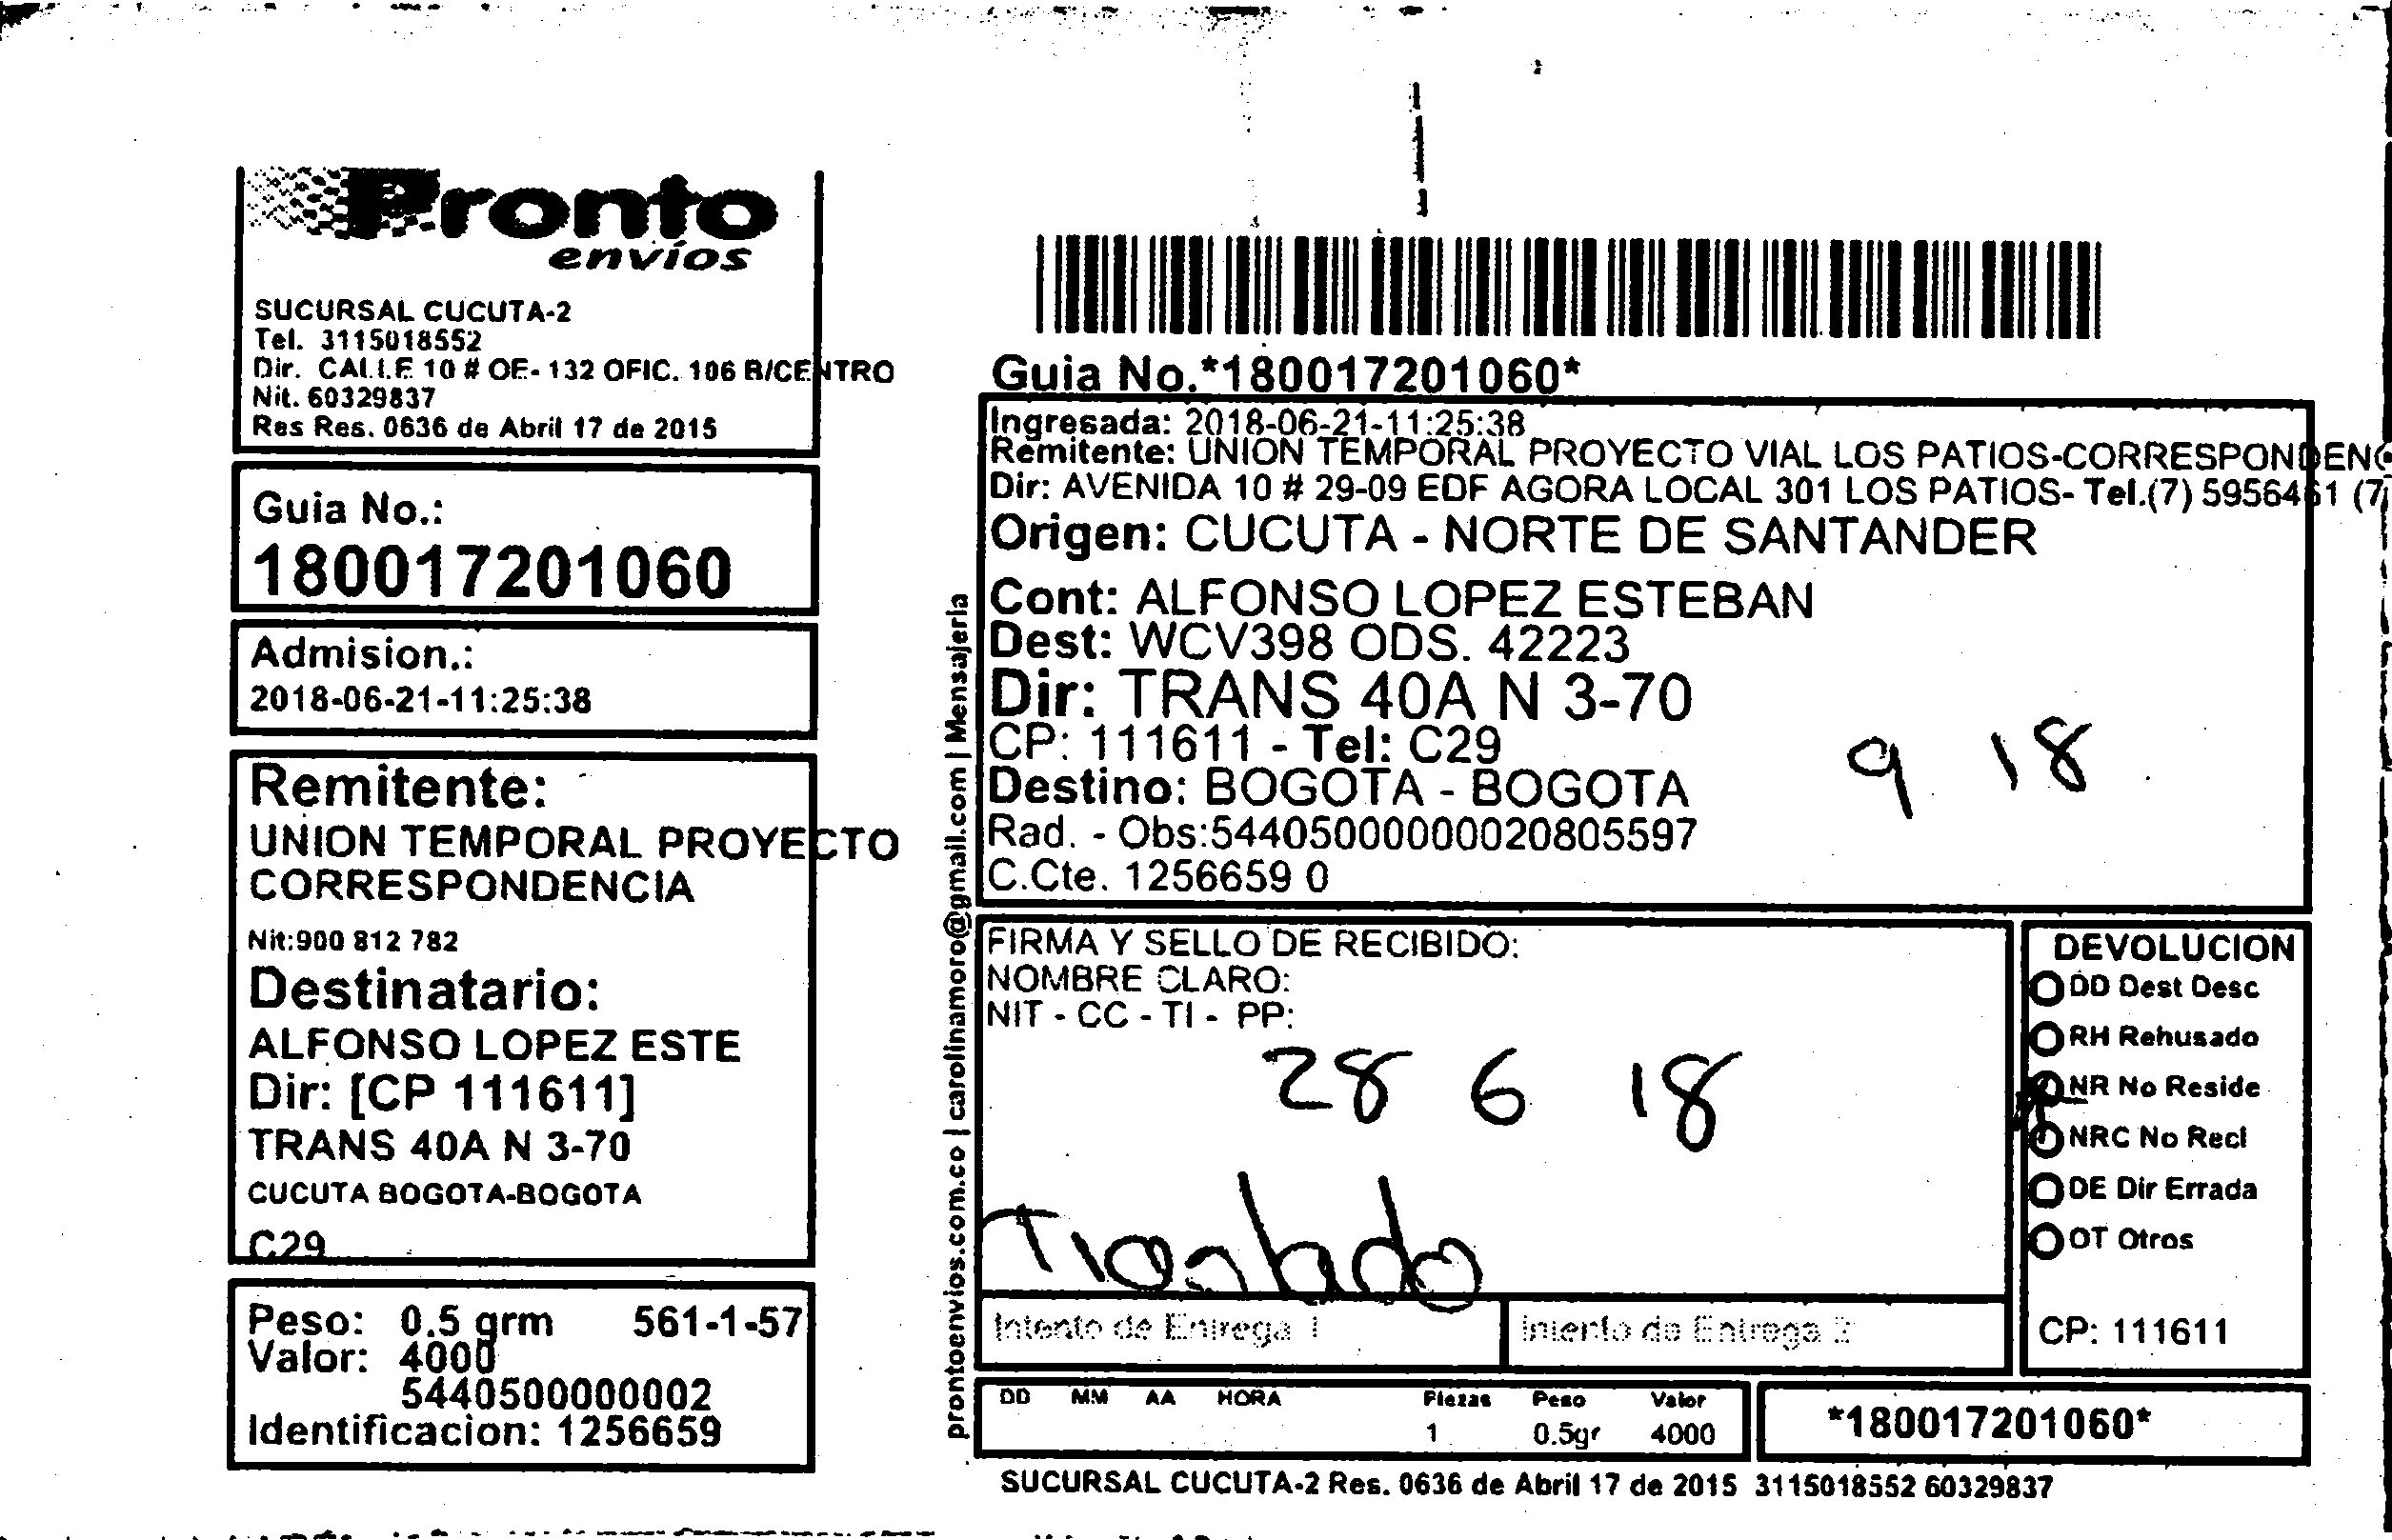 Pronto
envíos
SUCURSAL CUCUTA-2
Tel. 3115018552
Dir. CALLE 10 # OE- 132 OFIC. 106 B/CENTRO
Nit. 60329837
Res Res. 0636 de Abril 17 de 2015
Guia No.:
180017201060
Admision.:
2018-06-21-11:25:38
Remitente:
UNION TEMPORAL PROYECTO
CORRESPONDENCIA
Nit:900 812 782
Destinatario:
ALFONSO LOPEZ ESTE
Dir: [CP 111611]
TRANS 40A N 3-70
CUCUTA BOGOTA-BOGOTA
C29
Peso: 0.5 grm 561-1-57
Valor: 4000
5440500000002
Identificacion: 1256659
prontoenvios.com.co | carolinamoro@gmail.com | Mensajeria
Guia No.*180017201060*
Ingresada: 2018-06-21-11:25:38
Remitente: UNION TEMPORAL PROYECTO VIAL LOS PATIOS-CORRESPONDENC
Dir: AVENIDA 10 # 29-09 EDF AGORA LOCAL 301 LOS PATIOS- Tel.(7) 5956461 (7)
Origen: CUCUTA - NORTE DE SANTANDER
Cont: ALFONSO LOPEZ ESTEBAN
Dest: WCV398 ODS. 42223
Dir: TRANS 40A N 3-70
CP: 111611 - Tel: C29
Destino: BOGOTA - BOGOTA
9 18
Rad. - Obs:544050000000020805597
C.Cte. 1256659 0
FIRMA Y SELLO DE RECIBIDO:
NOMBRE CLARO:
NIT - CC - TI - PP:
28 6 18
Traslado
Intento de Entrega 1
Intento de Entrega 2
DEVOLUCION
DD Dest Desc
RH Rehusado
NR No Reside
NRC No Recl
DE Dir Errada
OT Otros
CP: 111611
DD MM AA HORA Piezas Peso Valor
1 0.5gr 4000
*180017201060*
SUCURSAL CUCUTA-2 Res. 0636 de Abril 17 de 2015 3115018552 60329837